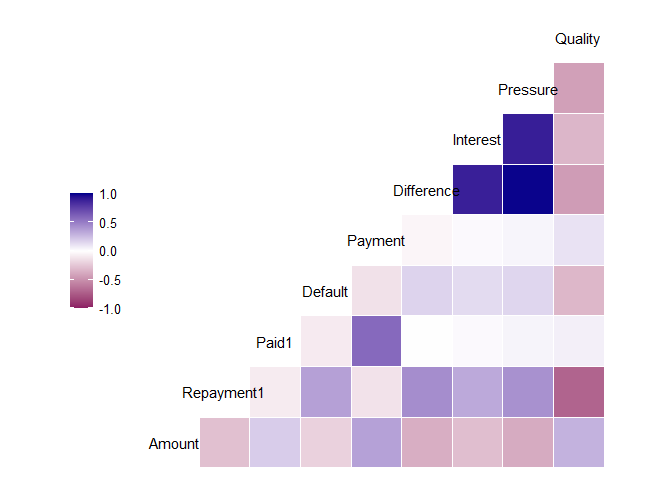 Quality
Pressure
Interest
Difference
Payment
Default
Paid1
Repayment1
Amount
1.0
0.5
0.0
-0.5
-1.0